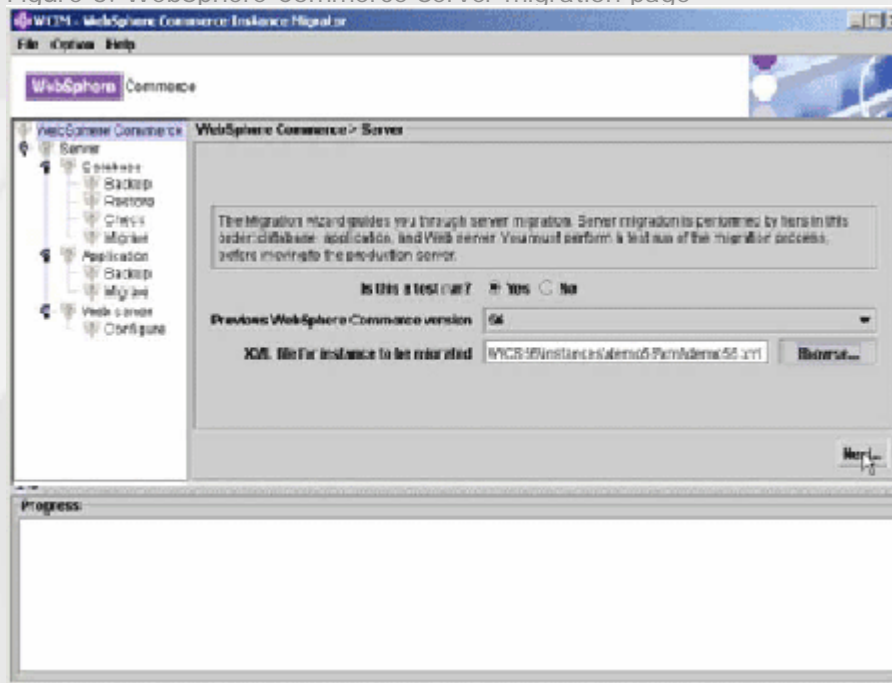 Figure 3. WebSphere Commerce server migration page
WCIM - WebSphere Commerce Instance Migrator
File Option Help
WebSphere Commerce
WebSphere Commerce
Server
Database
Backup
Restore
Check
Migrate
Application
Backup
Migrate
Web server
Configure
WebSphere Commerce > Server
The Migration wizard guides you through server migration. Server migration is performed by tiers in this
order: database, application, and Web server. You must perform a test run of the migration process,
before moving to the production server.
Is this a test run? Yes No
Previous WebSphere Commerce version
XML file for instance to be migrated
Browse...
Next...
Progress: